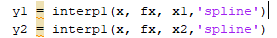 y1 = interp1(x, fx, x1,'spline')
y2 = interp1(x, fx, x2,'spline')